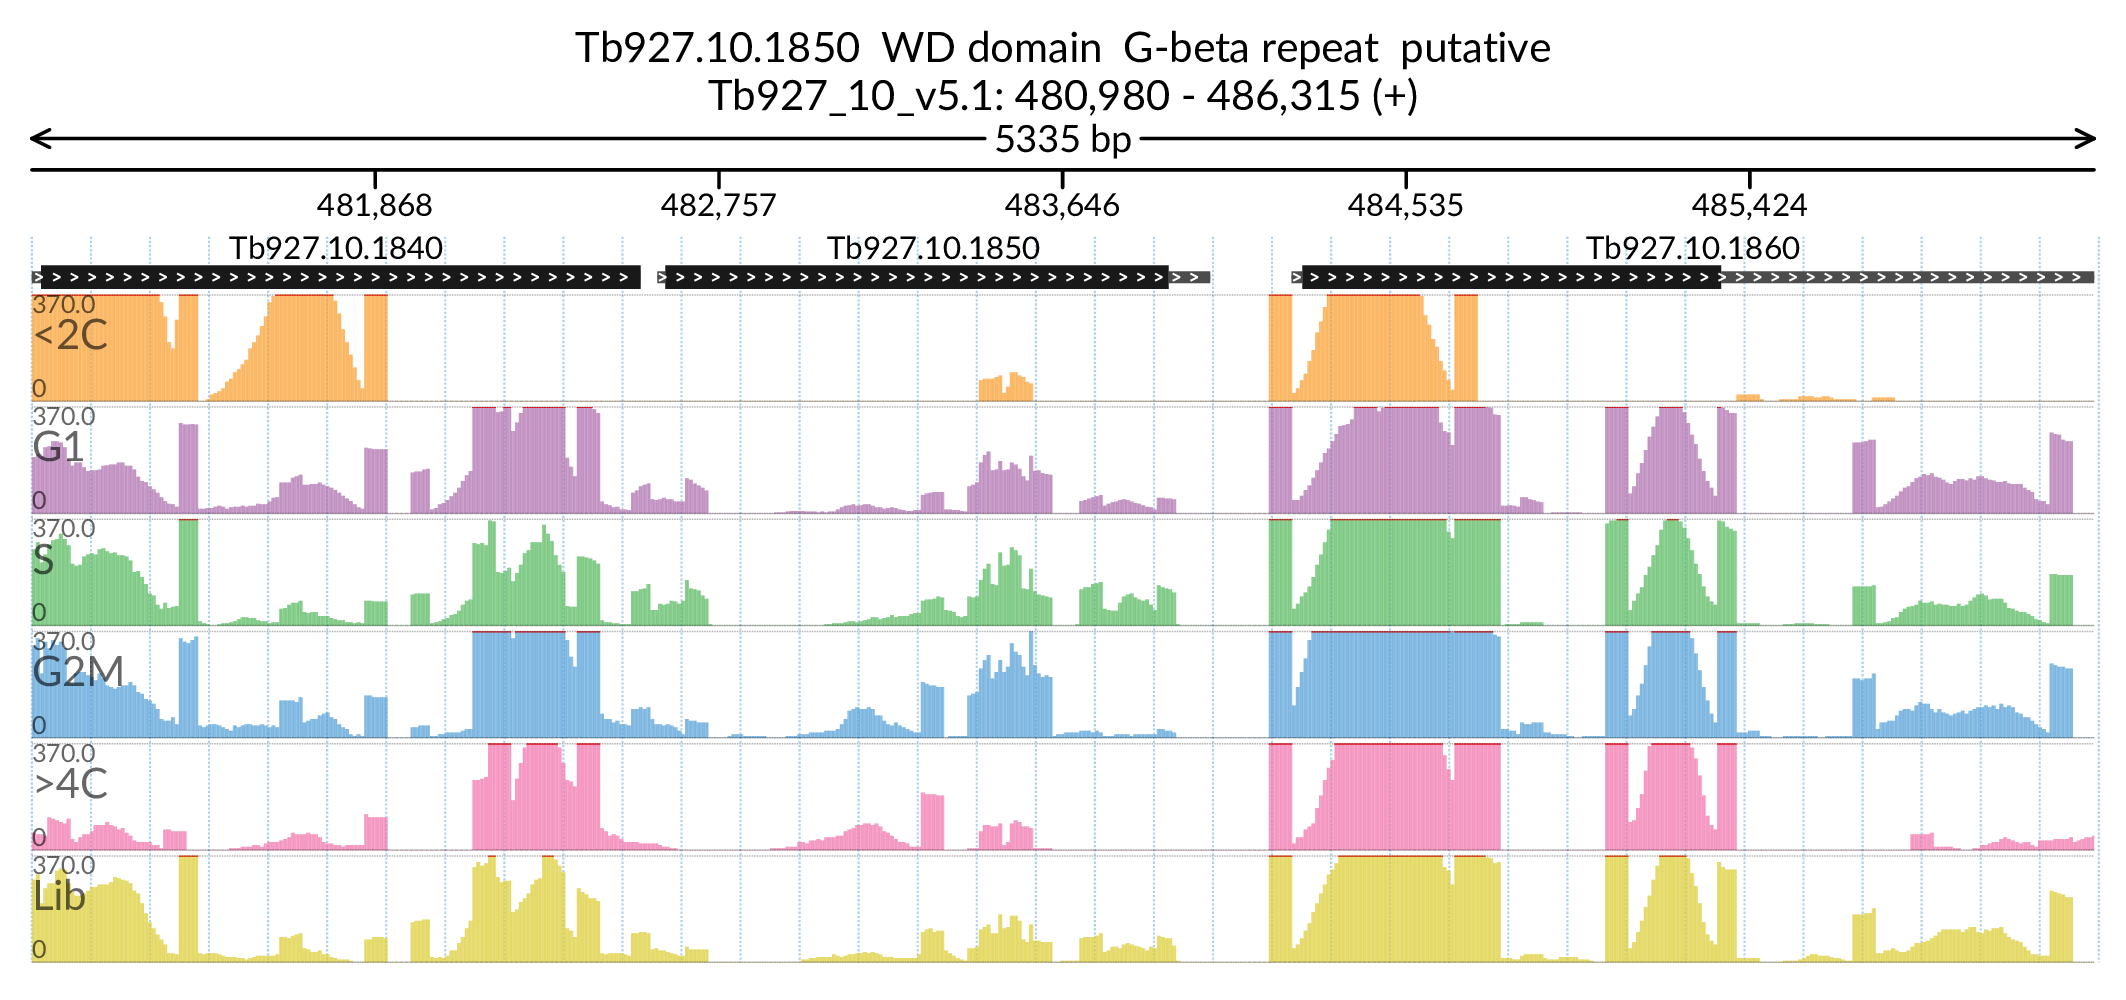 Tb927.10.1850 WD domain G-beta repeat putative
Tb927_10_v5.1: 480,980 - 486,315 (+)
5335 bp
481,868 482,757 483,646 484,535 485,424
Tb927.10.1840 Tb927.10.1850 Tb927.10.1860
370.0
<2C
0
370.0
G1
0
370.0
S
0
370.0
G2M
0
370.0
>4C
0
370.0
Lib
0